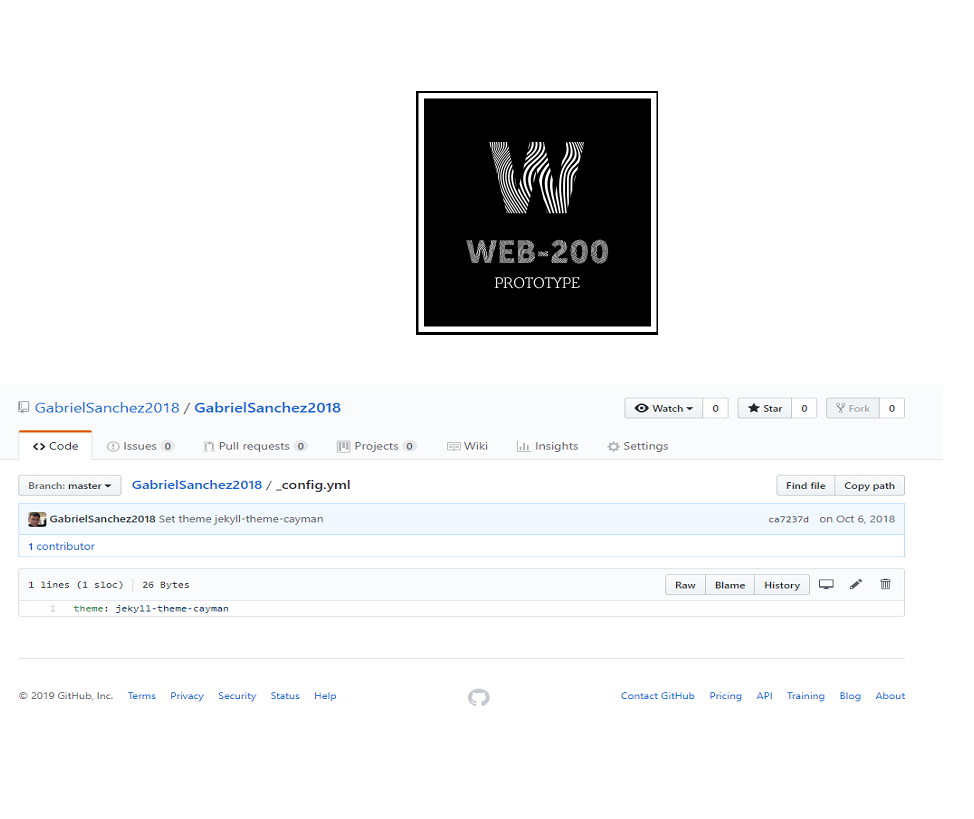 W
WEB-200
PROTOTYPE
GabrielSanchez2018 / GabrielSanchez2018
Watch 0 Star 0 Fork 0
Code Issues 0 Pull requests 0 Projects 0 Wiki Insights Settings
Branch: master GabrielSanchez2018 / _config.yml Find file Copy path
GabrielSanchez2018 Set theme jekyll-theme-cayman ca7237d on Oct 6, 2018
1 contributor
1 lines (1 sloc) 26 Bytes Raw Blame History
1 theme: jekyll-theme-cayman
© 2019 GitHub, Inc. Terms Privacy Security Status Help Contact GitHub Pricing API Training Blog About